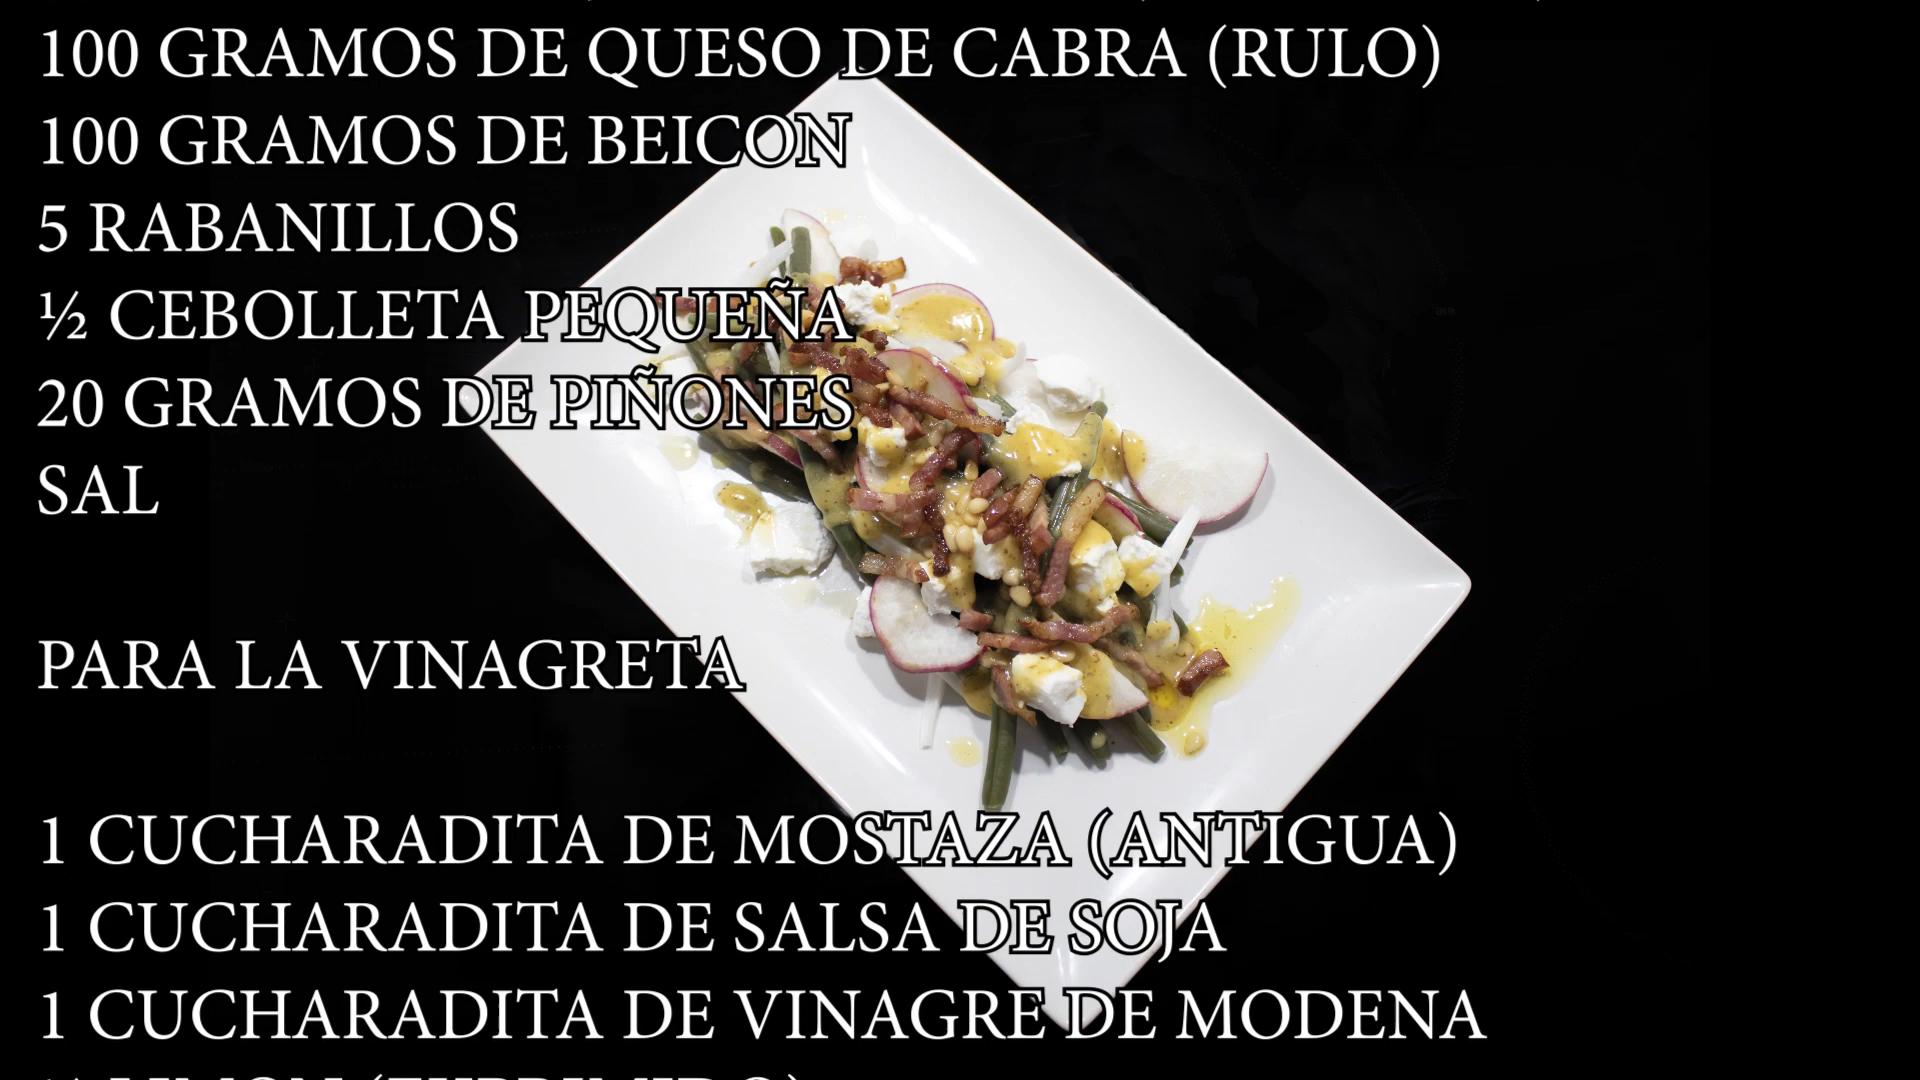 100 GRAMOS DE QUESO DE CABRA (RULO)
100 GRAMOS DE BEICON
5 RABANILLOS
½ CEBOLLETA PEQUEÑA
20 GRAMOS DE PIÑONES
SAL
PARA LA VINAGRETA
1 CUCHARADITA DE MOSTAZA (ANTIGUA)
1 CUCHARADITA DE SALSA DE SOJA
1 CUCHARADITA DE VINAGRE DE MODENA